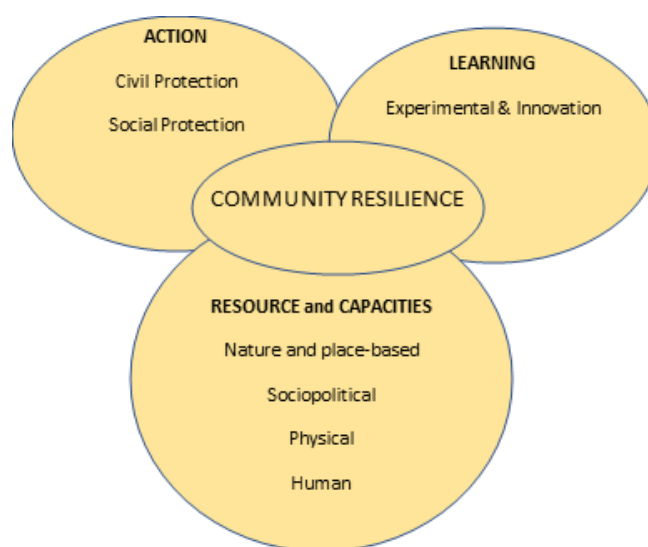 ACTION
Civil Protection
Social Protection
LEARNING
Experimental & Innovation
COMMUNITY RESILIENCE
RESOURCE and CAPACITIES
Nature and place-based
Sociopolitical
Physical
Human